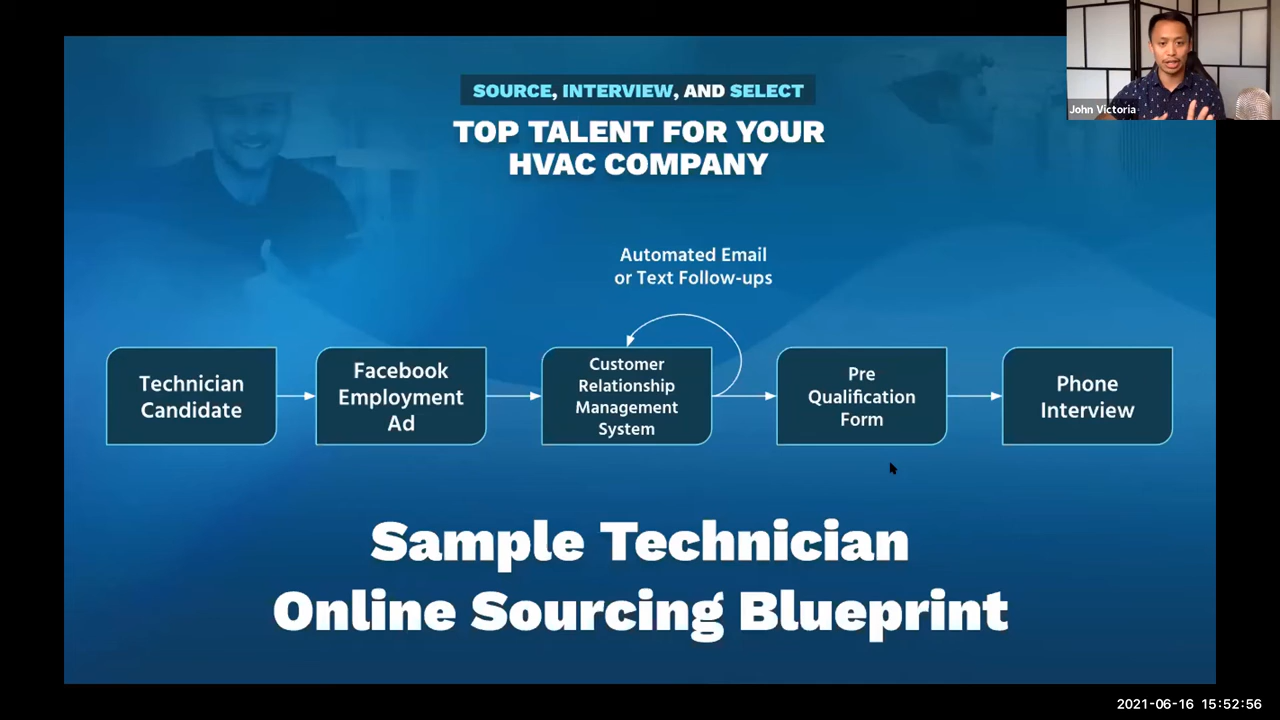 John Victoria
SOURCE, INTERVIEW, AND SELECT
TOP TALENT FOR YOUR
HVAC COMPANY
Automated Email
or Text Follow-ups
Technician
Candidate
Facebook
Employment
Ad
Customer
Relationship
Management
System
Pre
Qualification
Form
Phone
Interview
Sample Technician
Online Sourcing Blueprint
2021-06-16 15:52:56